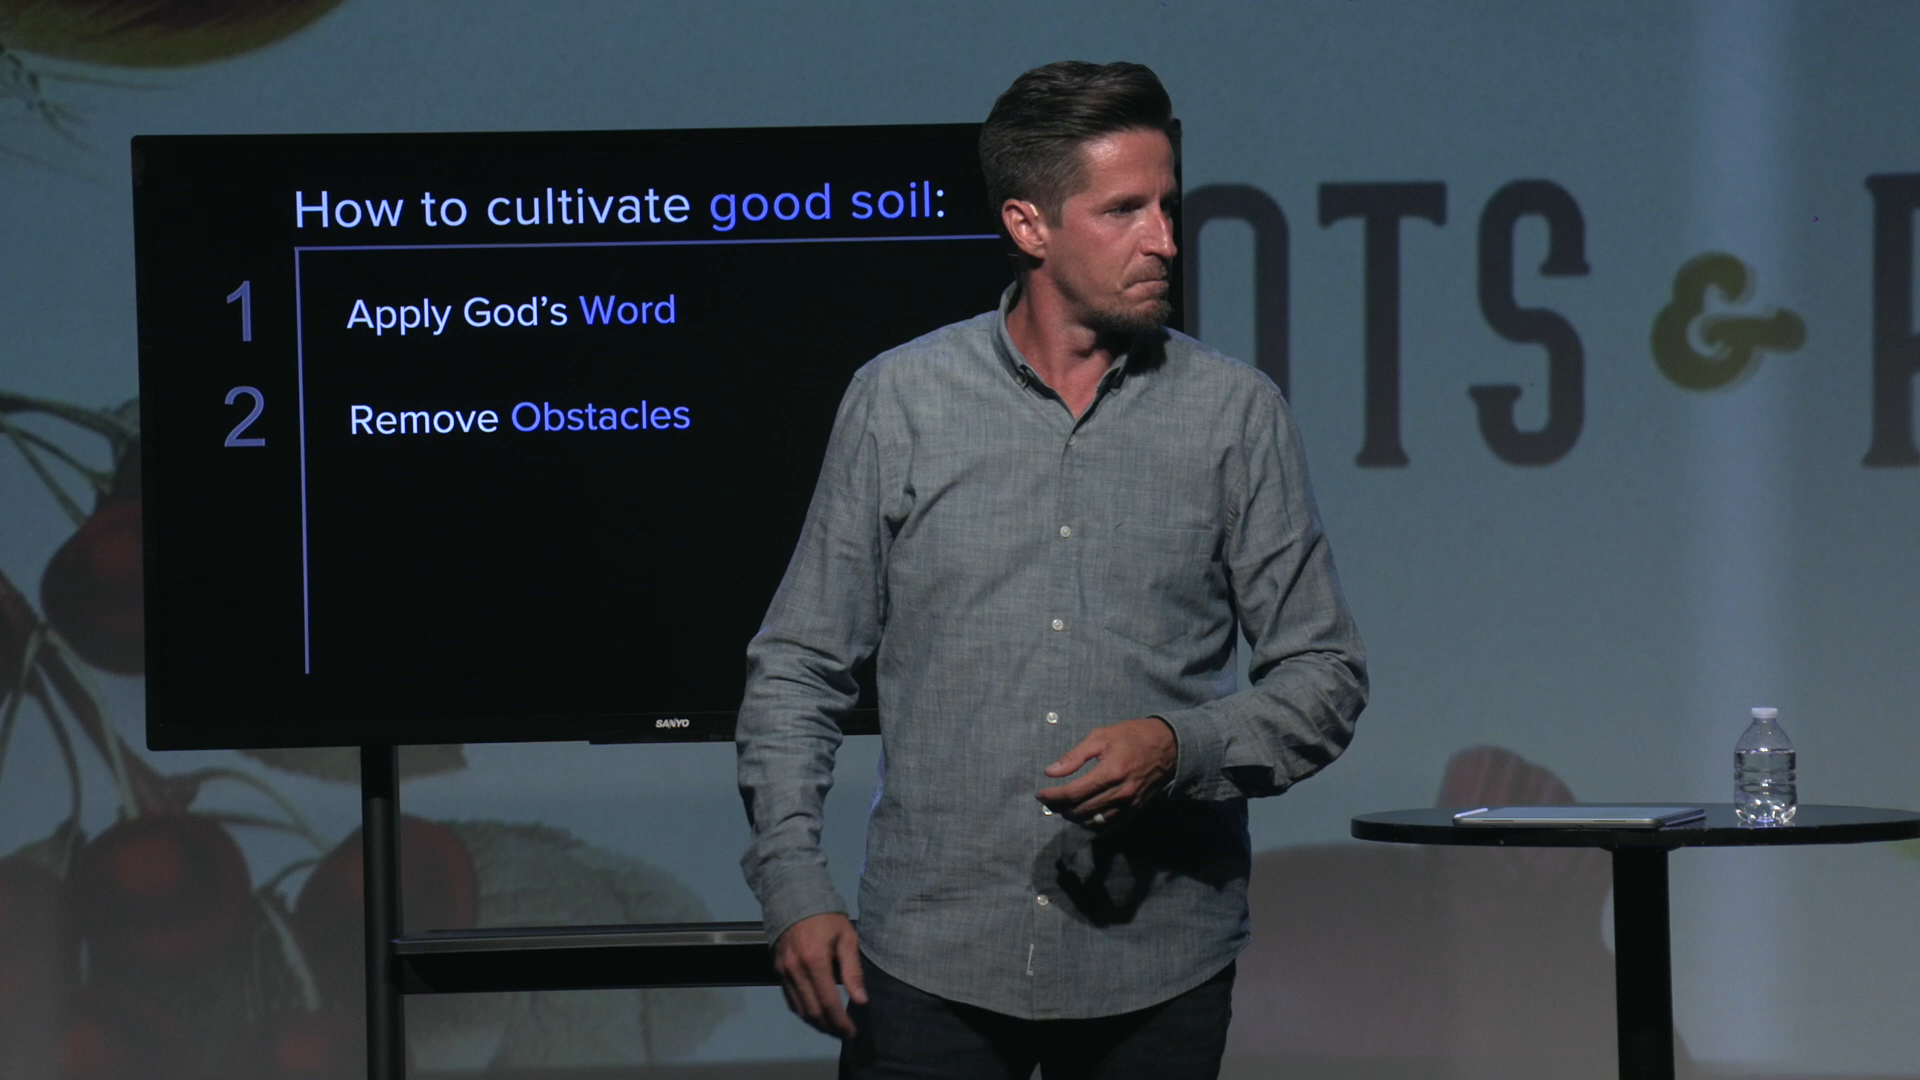 How to cultivate good soil:
1 Apply God's Word
2 Remove Obstacles
SANYO
OTS &